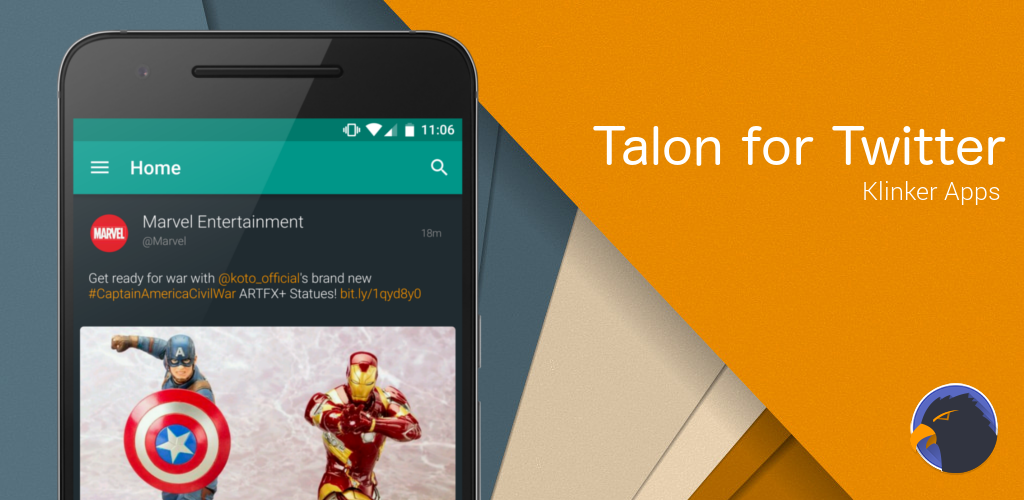 11:06
Home
MARVEL
Marvel Entertainment
@Marvel
18m
Get ready for war with @koto_official's brand new
#CaptainAmericaCivilWar ARTFX+ Statues! bit.ly/1qyd8y0
A
Talon for Twitter
Klinker Apps